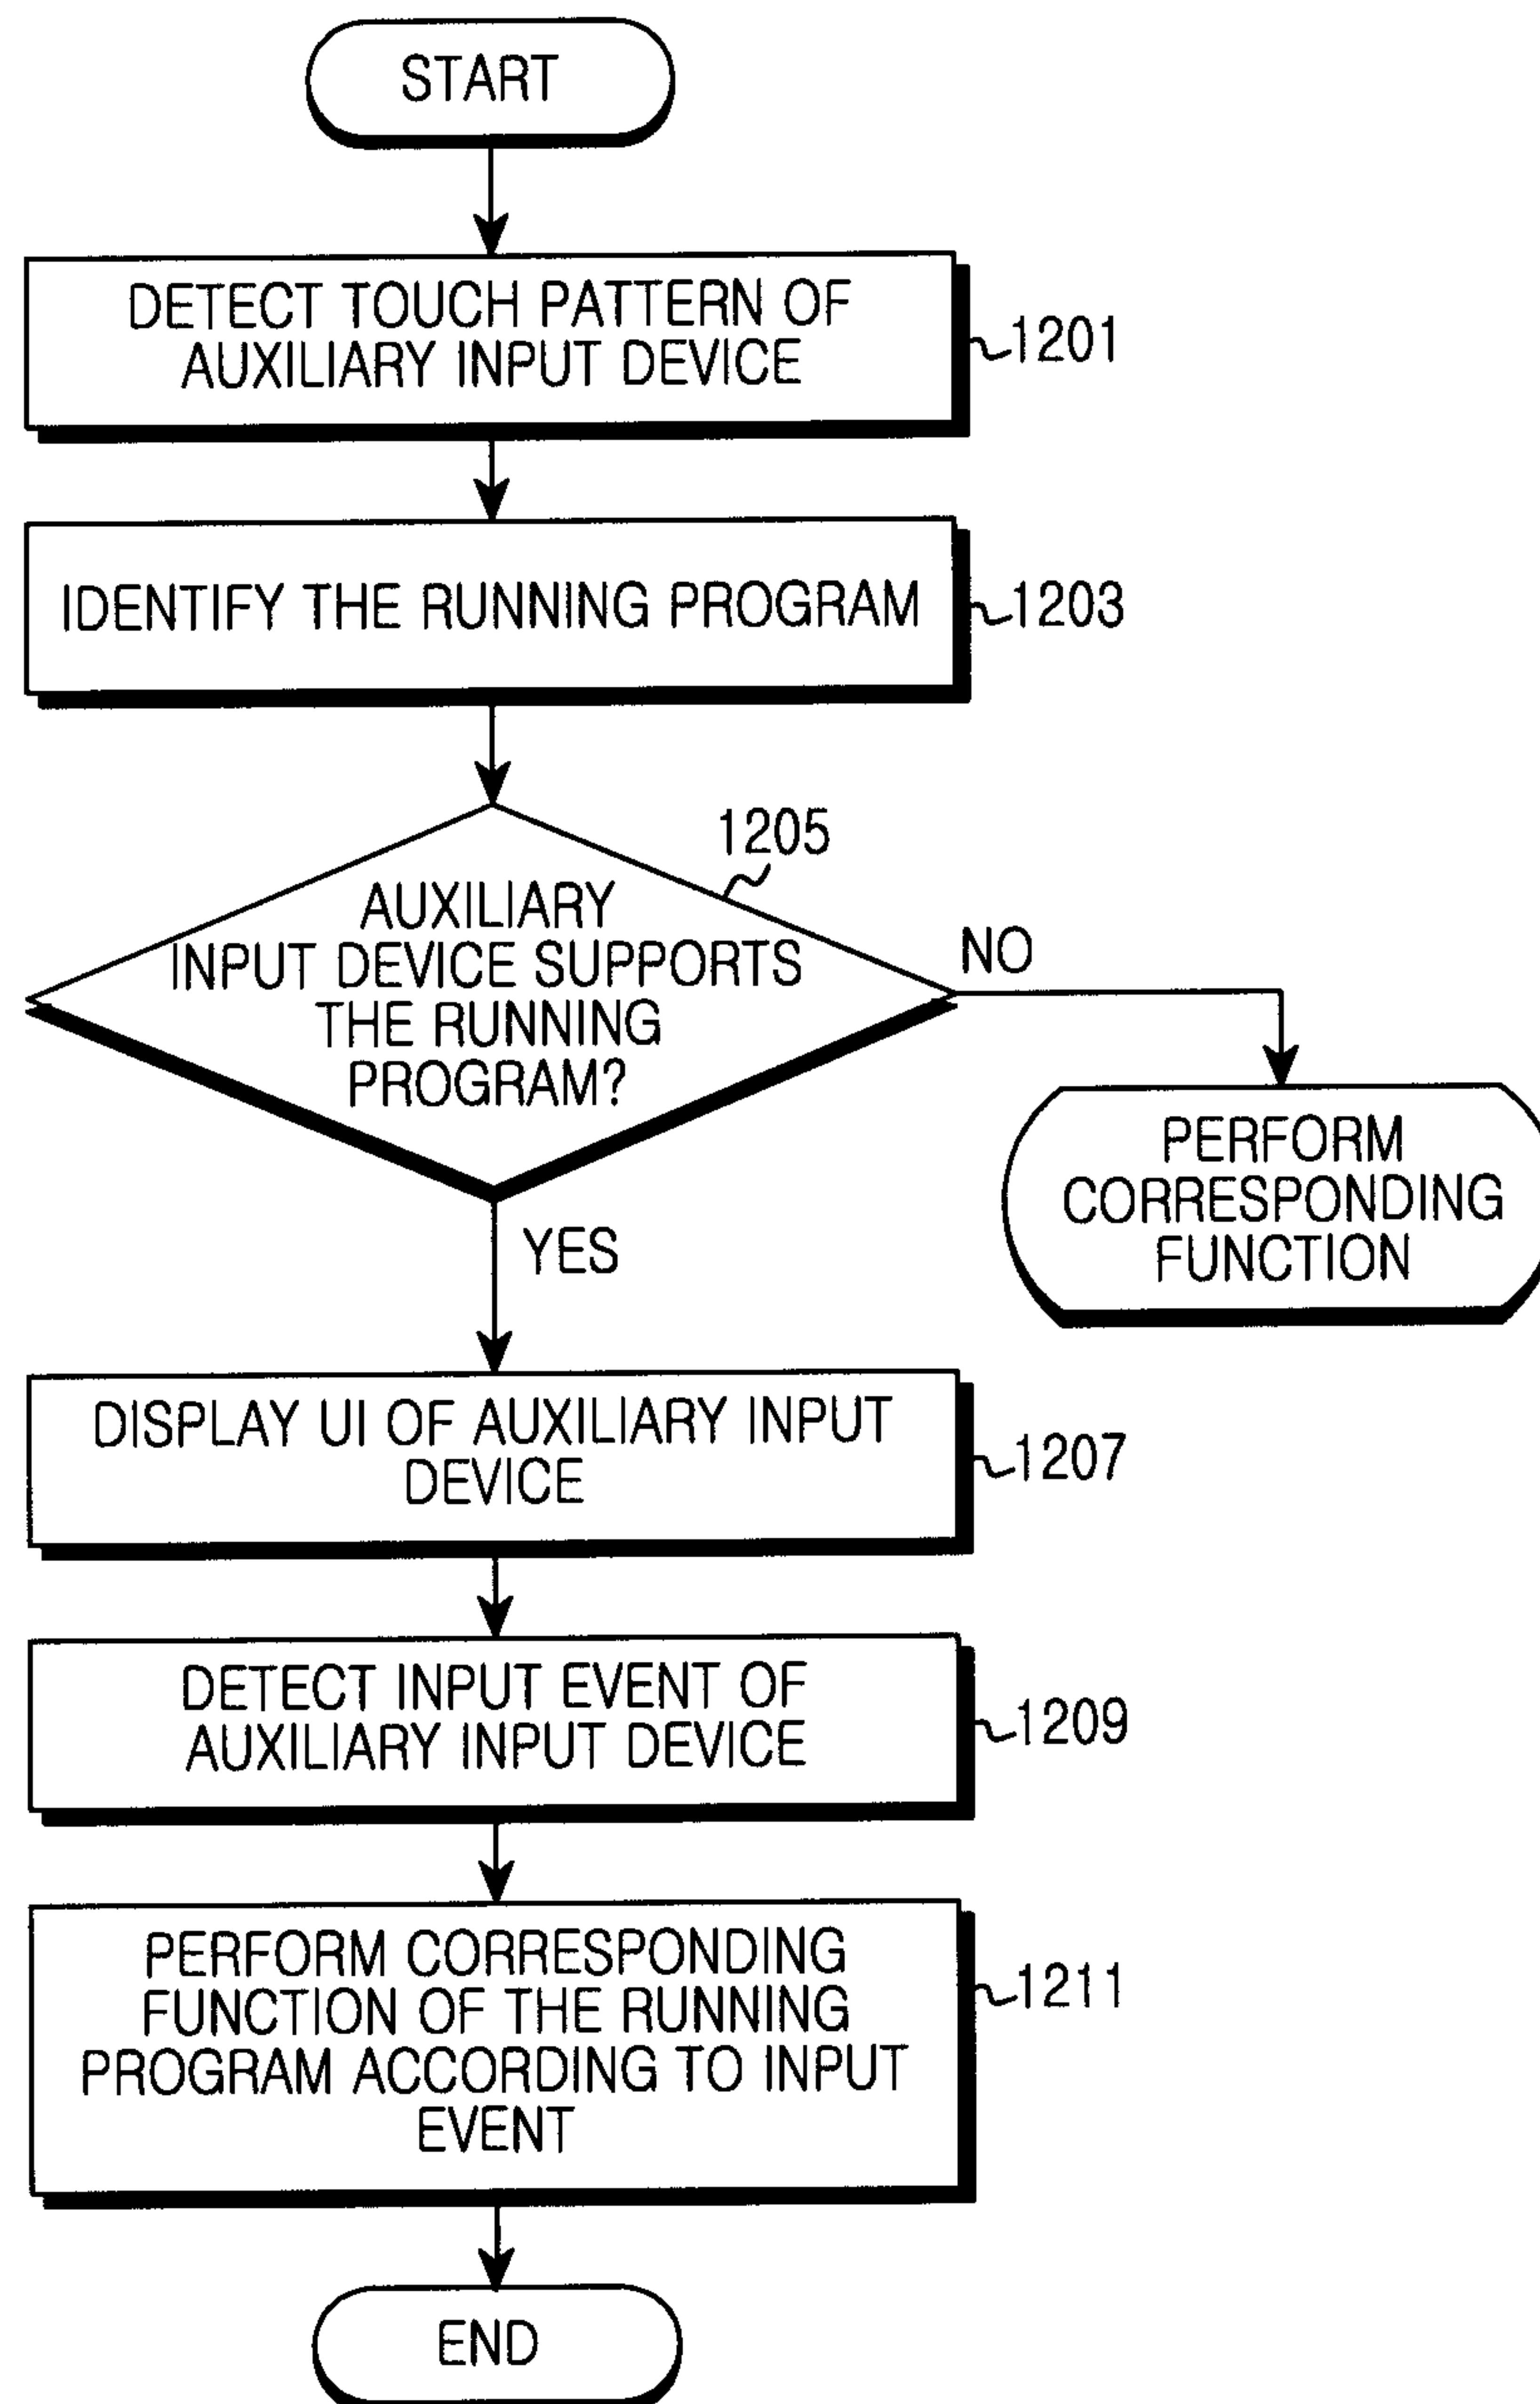 START
DETECT TOUCH PATTERN OF
AUXILIARY INPUT DEVICE
1201
IDENTIFY THE RUNNING PROGRAM
1203
1205
AUXILIARY
INPUT DEVICE SUPPORTS
THE RUNNING
PROGRAM?
NO
PERFORM
CORRESPONDING
FUNCTION
YES
DISPLAY UI OF AUXILIARY INPUT
DEVICE
1207
DETECT INPUT EVENT OF
AUXILIARY INPUT DEVICE
1209
PERFORM CORRESPONDING
FUNCTION OF THE RUNNING
PROGRAM ACCORDING TO INPUT
EVENT
1211
END